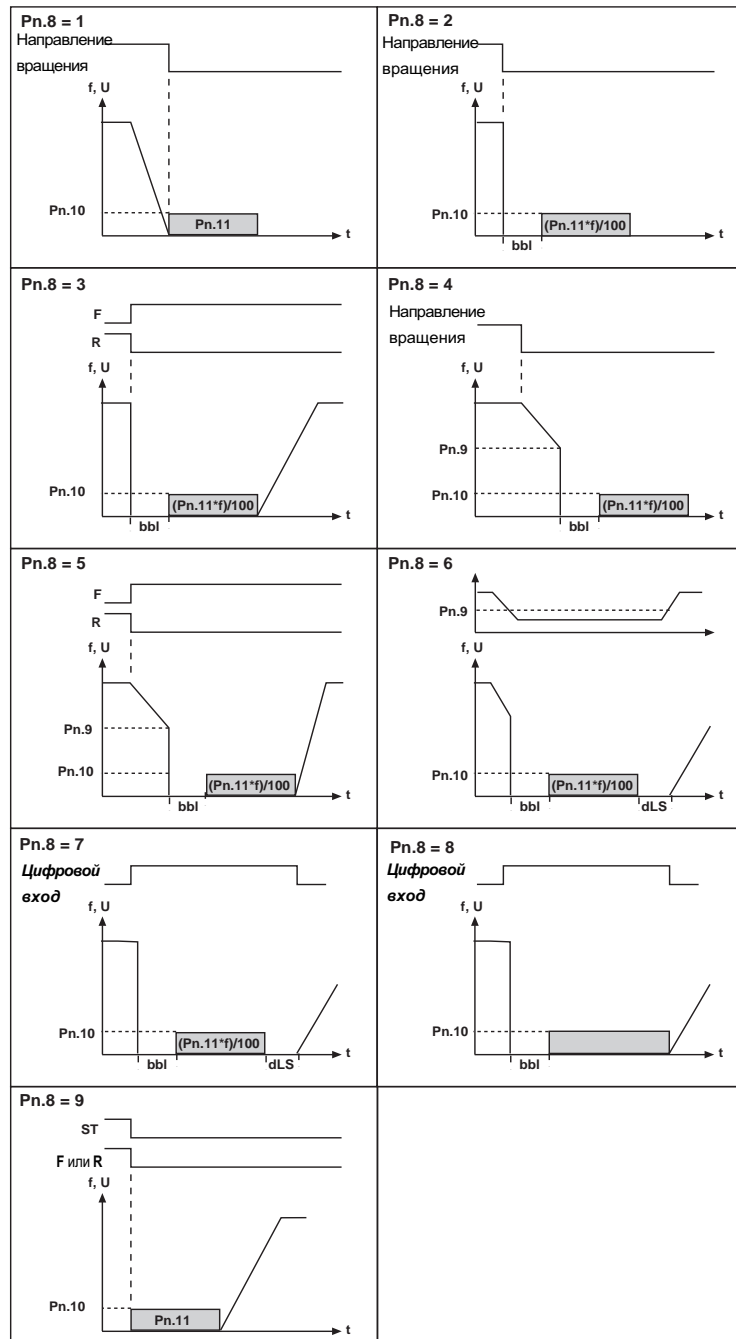 Pn.8 = 1
Направление
вращения
f, U
Pn.10
Pn.11
t
Pn.8 = 2
Направление
вращения
f, U
Pn.10
(Pn.11*f)/100
t
bbl
Pn.8 = 3
F
R
f, U
Pn.10
(Pn.11*f)/100
t
bbl
Pn.8 = 4
Направление
вращения
f, U
Pn.9
Pn.10
(Pn.11*f)/100
t
bbl
Pn.8 = 5
F
R
f, U
Pn.9
Pn.10
(Pn.11*f)/100
t
bbl
Pn.8 = 6
Pn.9
f, U
Pn.10
(Pn.11*f)/100
t
bbl
dLS
Pn.8 = 7
Цифровой
вход
f, U
Pn.10
(Pn.11*f)/100
t
bbl
dLS
Pn.8 = 8
Цифровой
вход
f, U
Pn.10
t
bbl
Pn.8 = 9
ST
F или R
f, U
Pn.10
Pn.11
t